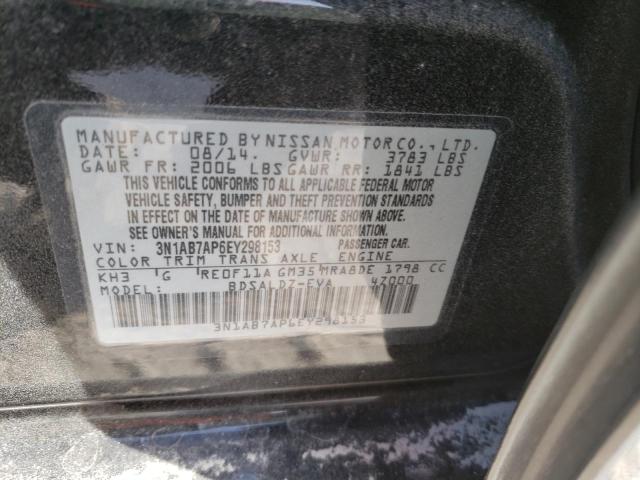 MANUFACTURED BY NISSAN MOTOR CO., LTD.
DATE: 08/14. GVWR: 3783 LBS
GAWR FR: 2006 LBS GAWR RR: 1841 LBS
THIS VEHICLE CONFORMS TO ALL APPLICABLE FEDERAL MOTOR
VEHICLE SAFETY, BUMPER AND THEFT PREVENTION STANDARDS
IN EFFECT ON THE DATE OF MANUFACTURE SHOWN ABOVE.
SEE OWNER'S MANUAL FOR ADDITIONAL INFORMATION.
VIN: 3N1AB7AP6EY298153 PASSENGER CAR.
COLOR TRIM TRANS AXLE ENGINE
KH3 G RE0F11A GM35 MRA8DE 1798 CC
MODEL: BDSALDZ-EVA 47000
3N1AB7AP6EY298153